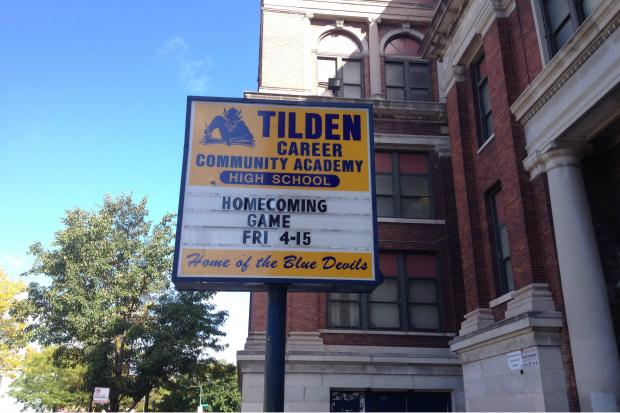 TILDEN
CAREER
COMMUNITY ACADEMY
HIGH SCHOOL
HOMECOMING
GAME
FRI 4-15
Home of the Blue Devils